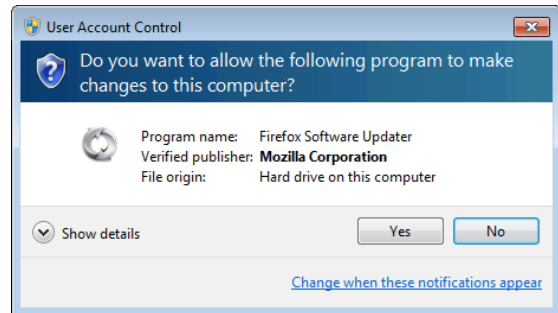 User Account Control
Do you want to allow the following program to make
changes to this computer?
Program name: Firefox Software Updater
Verified publisher: Mozilla Corporation
File origin: Hard drive on this computer
Show details
Yes
No
Change when these notifications appear